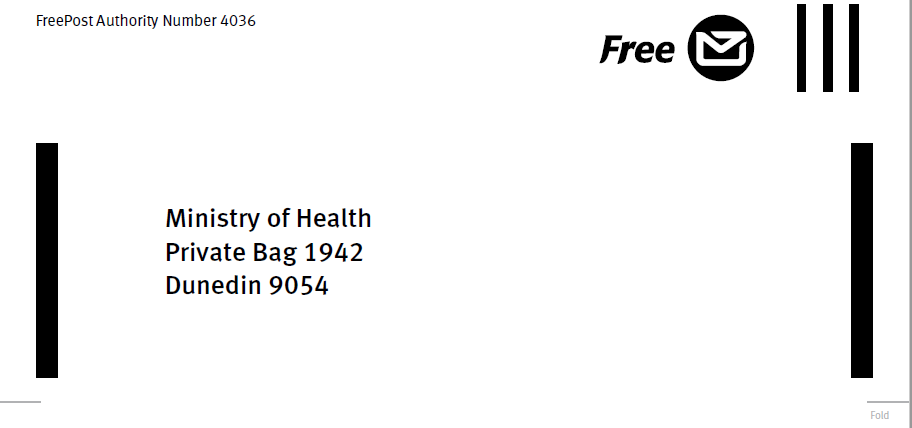 FreePost Authority Number 4036
Free
Ministry of Health
Private Bag 1942
Dunedin 9054
Fold